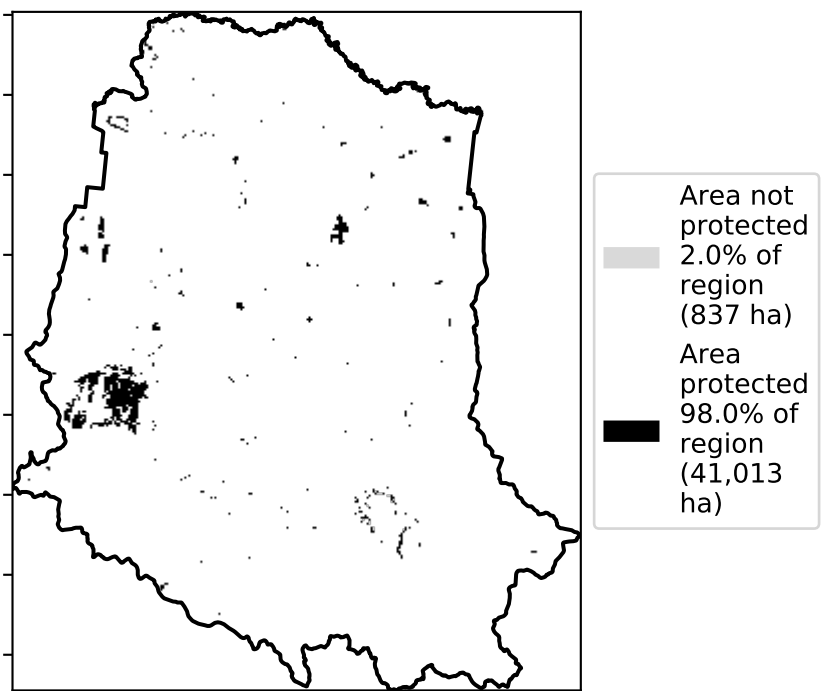 Area not
protected
2.0% of
region
(837 ha)
Area
protected
98.0% of
region
(41,013
ha)